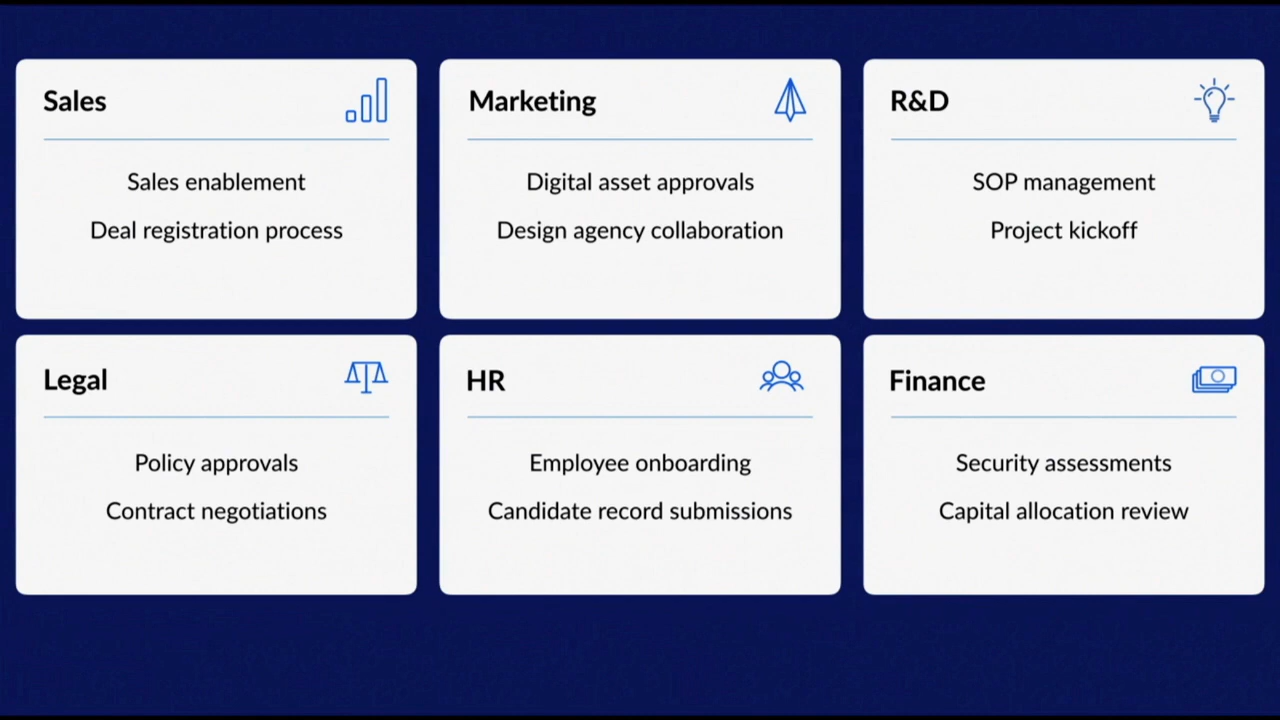 Sales
Sales enablement
Deal registration process
Marketing
Digital asset approvals
Design agency collaboration
R&D
SOP management
Project kickoff
Legal
Policy approvals
Contract negotiations
HR
Employee onboarding
Candidate record submissions
Finance
Security assessments
Capital allocation review